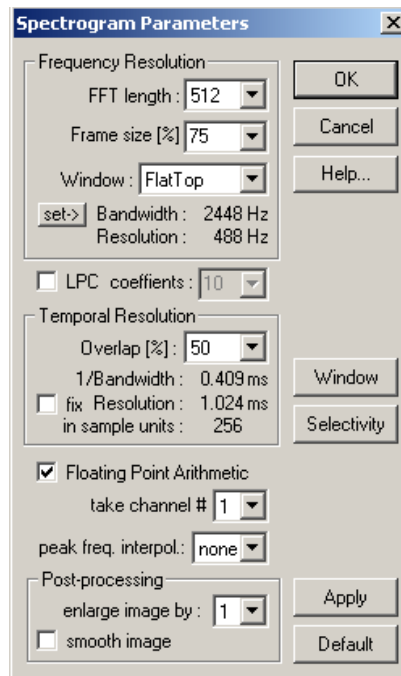 Spectrogram Parameters
Frequency Resolution
FFT length : 512
Frame size [%] 75
Window : FlatTop
set-> Bandwidth : 2448 Hz
Resolution : 488 Hz
LPC coeffients : 10
Temporal Resolution
Overlap [%] : 50
1/Bandwidth : 0.409 ms
fix Resolution : 1.024 ms
in sample units : 256
Floating Point Arithmetic
take channel # 1
peak freq. interpol.: none
Post-processing
enlarge image by : 1
smooth image
OK
Cancel
Help...
Window
Selectivity
Apply
Default